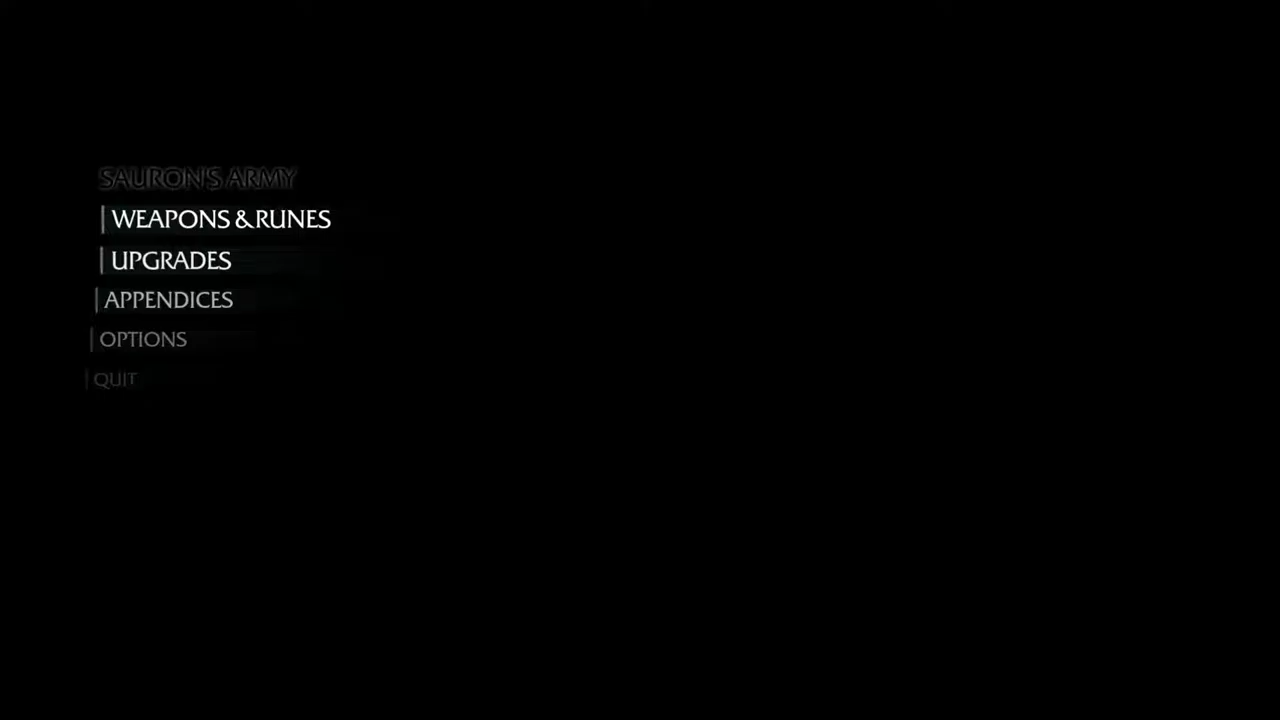 SAURON'S ARMY
WEAPONS & RUNES
UPGRADES
APPENDICES
OPTIONS
QUIT